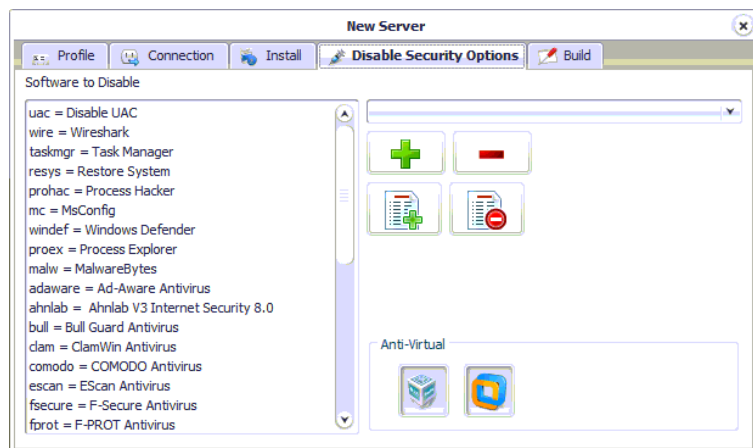 New Server
Profile Connection Install Disable Security Options Build
Software to Disable
uac = Disable UAC
wire = Wireshark
taskmgr = Task Manager
resys = Restore System
prohac = Process Hacker
mc = MsConfig
windef = Windows Defender
proex = Process Explorer
malw = MalwareBytes
adaware = Ad-Aware Antivirus
ahnlab = Ahnlab V3 Internet Security 8.0
bull = Bull Guard Antivirus
clam = ClamWin Antivirus
comodo = COMODO Antivirus
escan = EScan Antivirus
fsecure = F-Secure Antivirus
fprot = F-PROT Antivirus
Anti-Virtual